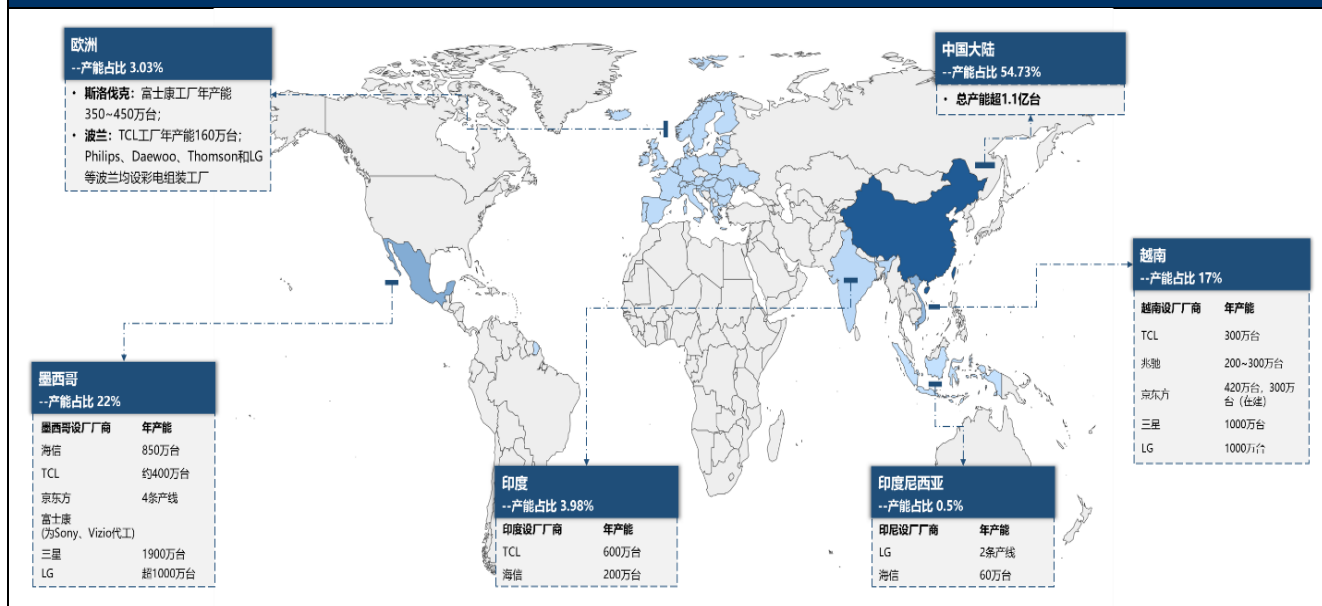 欧洲
--产能占比 3.03%
• 斯洛伐克：富士康工厂年产能
350~450万台；
• 波兰：TCL工厂年产能160万台；
Philips、Daewoo、Thomson和LG
等波兰均设彩电组装工厂
中国大陆
--产能占比 54.73%
• 总产能超1.1亿台
越南
--产能占比 17%
越南设厂厂商 年产能
TCL 300万台
兆驰 200~300万台
京东方 420万台，300万
台（在建）
三星 1000万台
LG 1000万台
墨西哥
--产能占比 22%
墨西哥设厂厂商 年产能
海信 850万台
TCL 约400万台
京东方 4条产线
富士康
(为Sony、Vizio代工)
三星 1900万台
LG 超1000万台
印度
--产能占比 3.98%
印度设厂厂商 年产能
TCL 600万台
海信 200万台
印度尼西亚
--产能占比 0.5%
印尼设厂厂商 年产能
LG 2条产线
海信 60万台